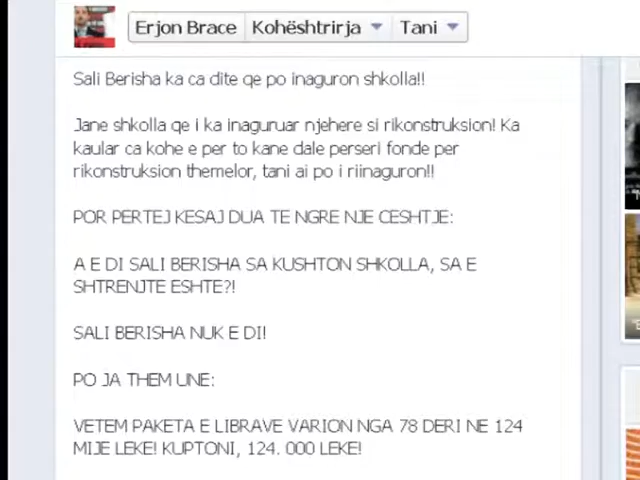 Erjon Brace Kohështrirja Tani
Sali Berisha ka ca dite qe po inaguron shkolla!!
Jane shkolla qe i ka inaguruar njehere si rikonstruksion! Ka
kaular ca kohe e per to kane dale perseri fonde per
rikonstruksion themelor, tani ai po i riinaguron!!
POR PERTEJ KESAJ DUA TE NGRE NJE CESHTJE:
A E DI SALI BERISHA SA KUSHTON SHKOLLA, SA E
SHTRENJTE ESHTE?!
SALI BERISHA NUK E DI!
PO JA THEM UNE:
VETEM PAKETA E LIBRAVE VARION NGA 78 DERI NE 124
MIJE LEKE! KUPTONI, 124. 000 LEKE!